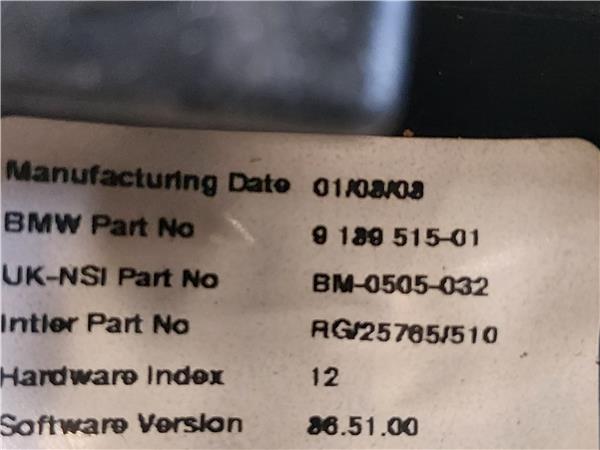 Manufacturing Date 01/08/08
BMW Part No 9 189 515-01
UK-NSI Part No BM-0505-032
Intier Part No RG/25765/510
Hardware Index 12
Software Version 36.51.00